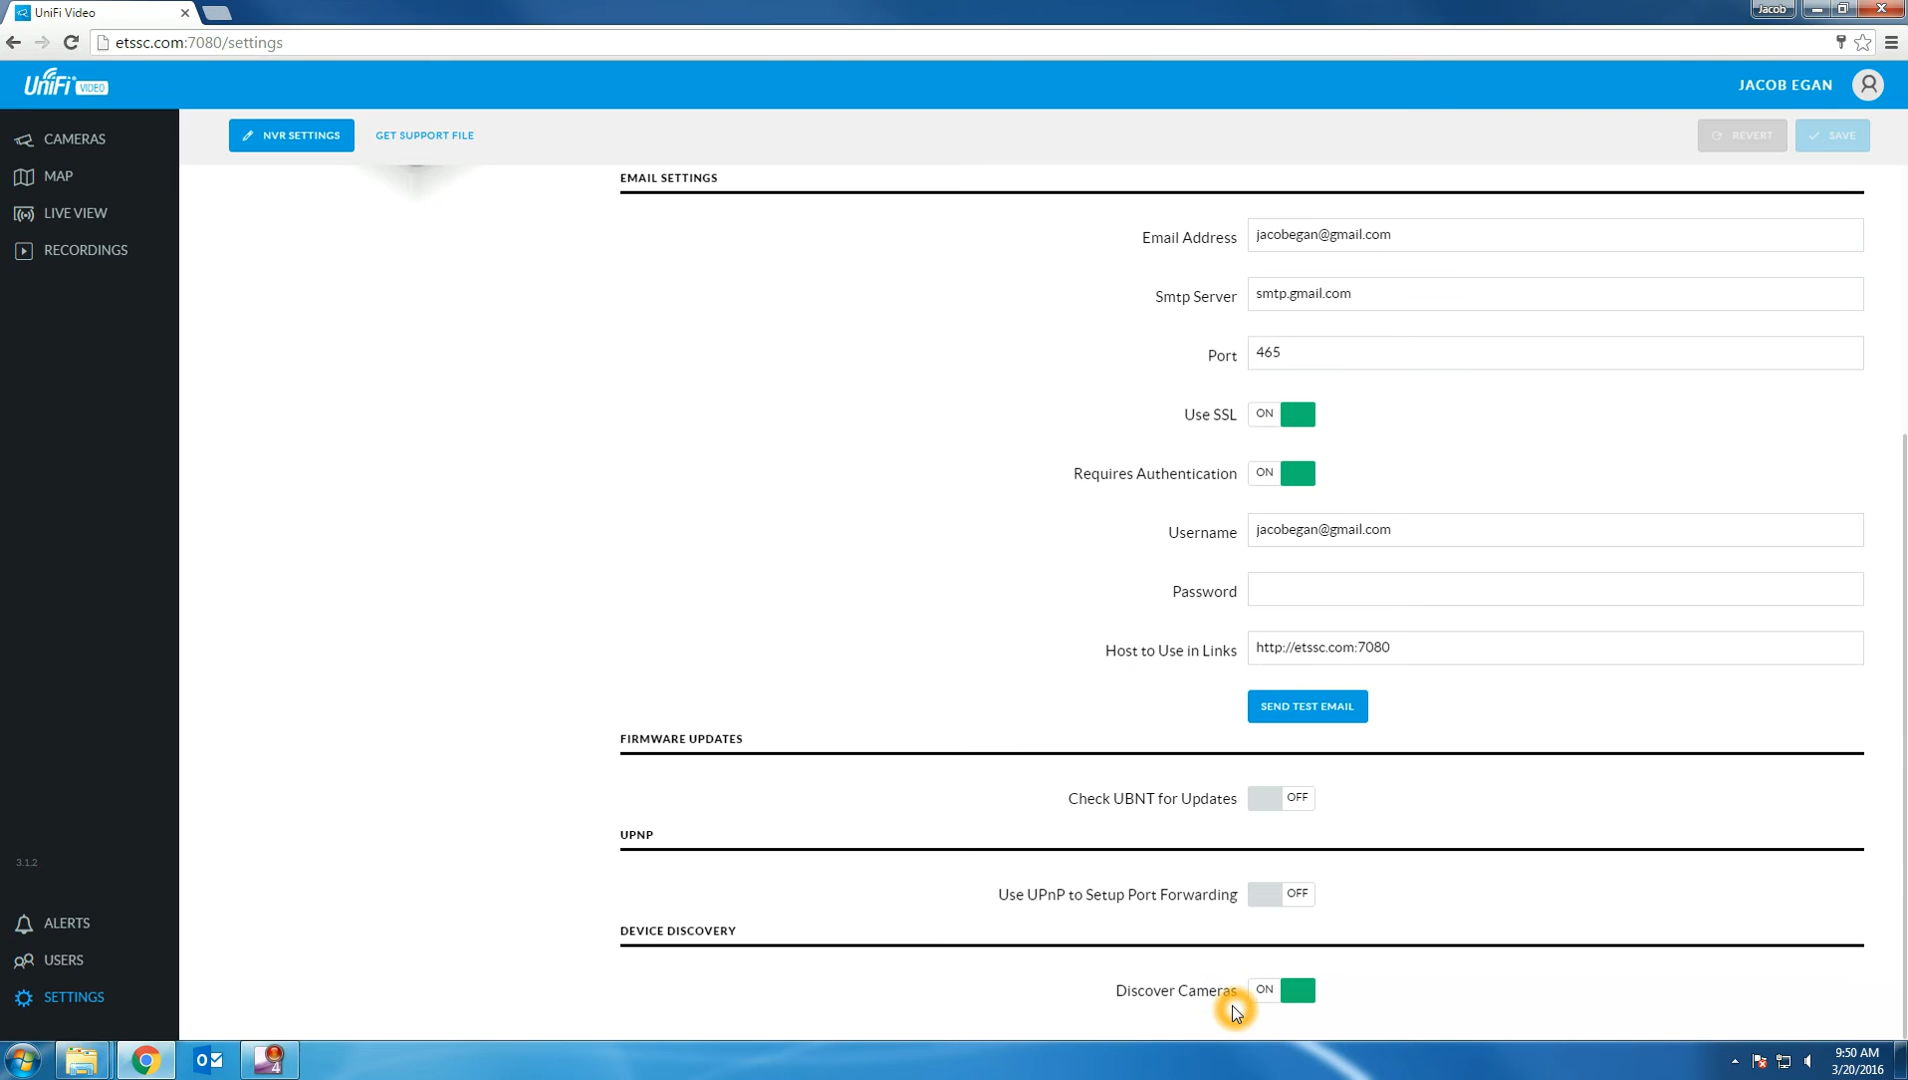 UniFi Video
Jacob
etssc.com:7080/settings
UniFi VIDEO
JACOB EGAN
CAMERAS
MAP
LIVE VIEW
RECORDINGS
3.1.2
ALERTS
USERS
SETTINGS
NVR SETTINGS
GET SUPPORT FILE
REVERT
SAVE
EMAIL SETTINGS
Email Address jacobegan@gmail.com
Smtp Server smtp.gmail.com
Port 465
Use SSL ON
Requires Authentication ON
Username jacobegan@gmail.com
Password
Host to Use in Links http://etssc.com:7080
SEND TEST EMAIL
FIRMWARE UPDATES
Check UBNT for Updates OFF
UPNP
Use UPnP to Setup Port Forwarding OFF
DEVICE DISCOVERY
Discover Cameras ON
4
9:50 AM
3/20/2016